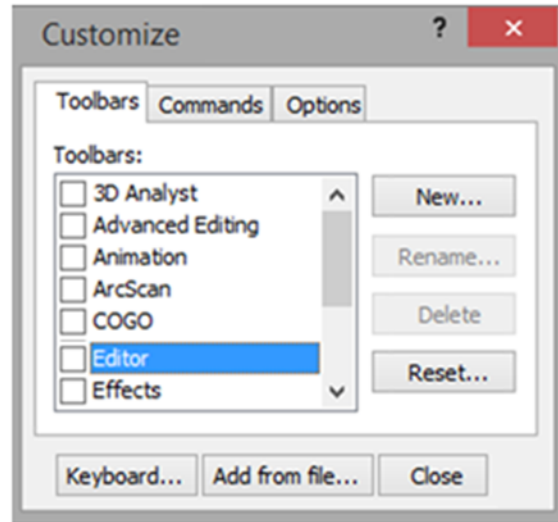 Customize ? ×
Toolbars Commands Options
Toolbars:
3D Analyst
Advanced Editing
Animation
ArcScan
COGO
Editor
Effects
New...
Rename...
Delete
Reset...
Keyboard... Add from file... Close